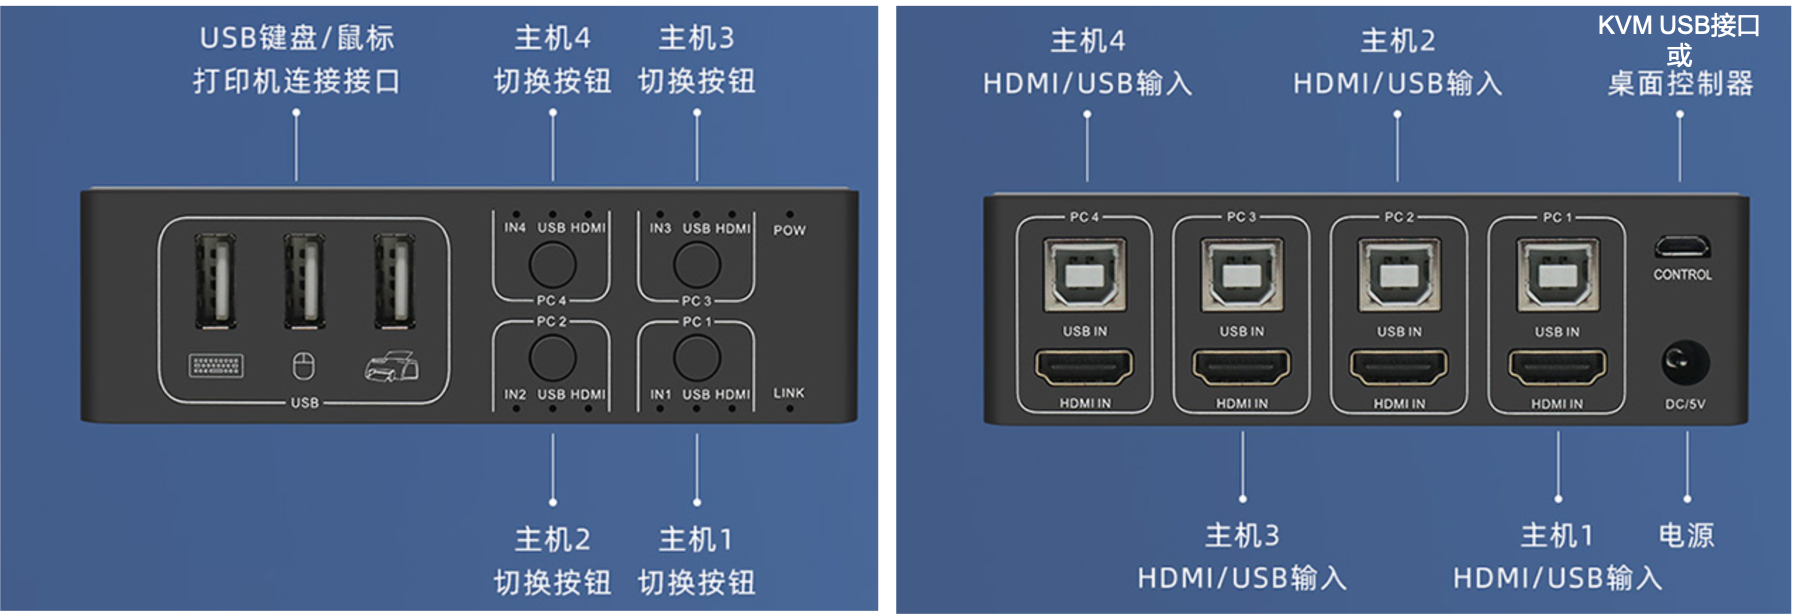 USB键盘/鼠标
打印机连接接口
主机4
切换按钮
主机3
切换按钮
IN4 USB HDMI
PC 4
IN3 USB HDMI
PC 3
POW
PC 2
IN2 USB HDMI
PC 1
IN1 USB HDMI
LINK
USB
主机2
切换按钮
主机1
切换按钮
主机4
HDMI/USB输入
主机2
HDMI/USB输入
KVM USB接口
或
桌面控制器
PC 4
USB IN
HDMI IN
PC 3
USB IN
HDMI IN
PC 2
USB IN
HDMI IN
PC 1
USB IN
HDMI IN
CONTROL
DC/5V
主机3
HDMI/USB输入
主机1
HDMI/USB输入
电源